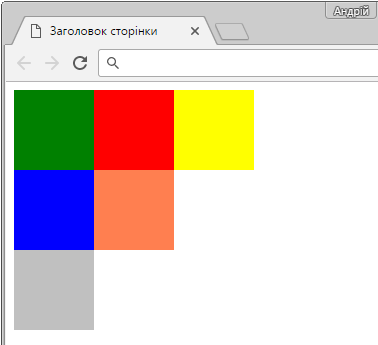 Андрій
Заголовок сторінки